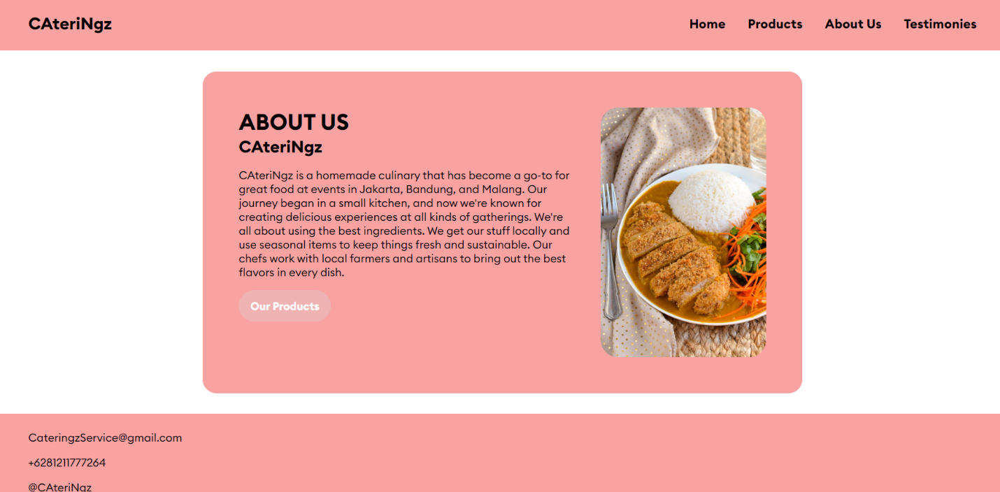 CAteriNgz
Home Products About Us Testimonies
ABOUT US
CAteriNgz
CAteriNgz is a homemade culinary that has become a go-to for
great food at events in Jakarta, Bandung, and Malang. Our
journey began in a small kitchen, and now we're known for
creating delicious experiences at all kinds of gatherings. We're
all about using the best ingredients. We get our stuff locally and
use seasonal items to keep things fresh and sustainable. Our
chefs work with local farmers and artisans to bring out the best
flavors in every dish.
Our Products
CateringzService@gmail.com
+6281211777264
@CAteriNgz